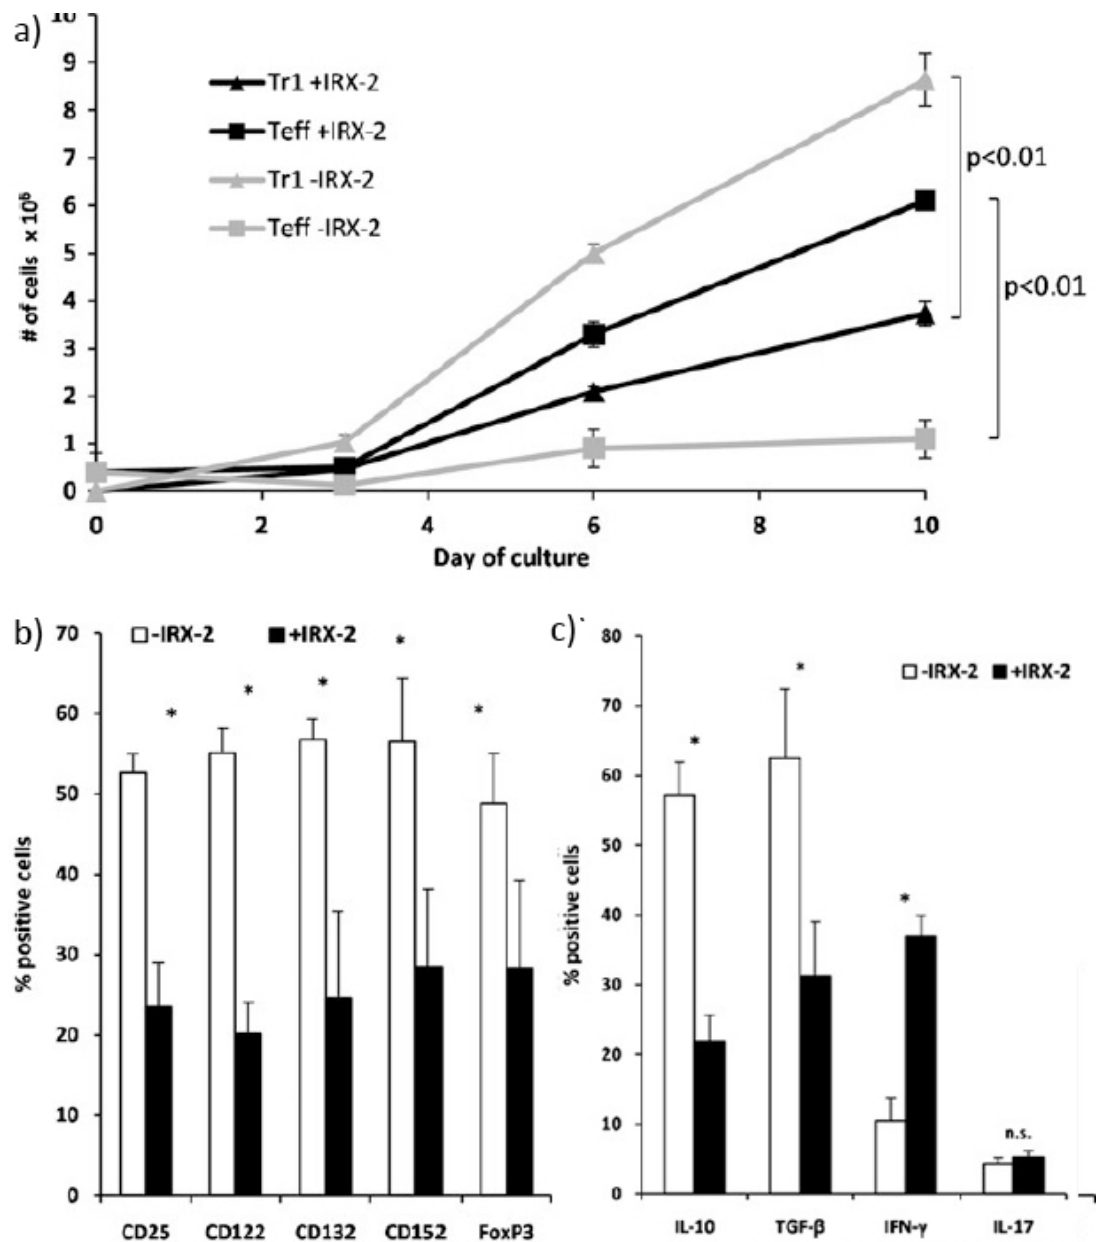 a)
10
9
8
7
6
5
4
3
2
1
0
# of cells x 10⁶
Tr1 +IRX-2
Teff +IRX-2
Tr1 -IRX-2
Teff -IRX-2
p<0.01
p<0.01
0 2 4 6 8 10
Day of culture
b)
-IRX-2 +IRX-2
70
60
50
40
30
20
10
0
% positive cells
* * * * *
CD25 CD122 CD132 CD152 FoxP3
c)
-IRX-2 +IRX-2
80
70
60
50
40
30
20
10
0
% positive cells
* * * n.s.
IL-10 TGF-β IFN-γ IL-17